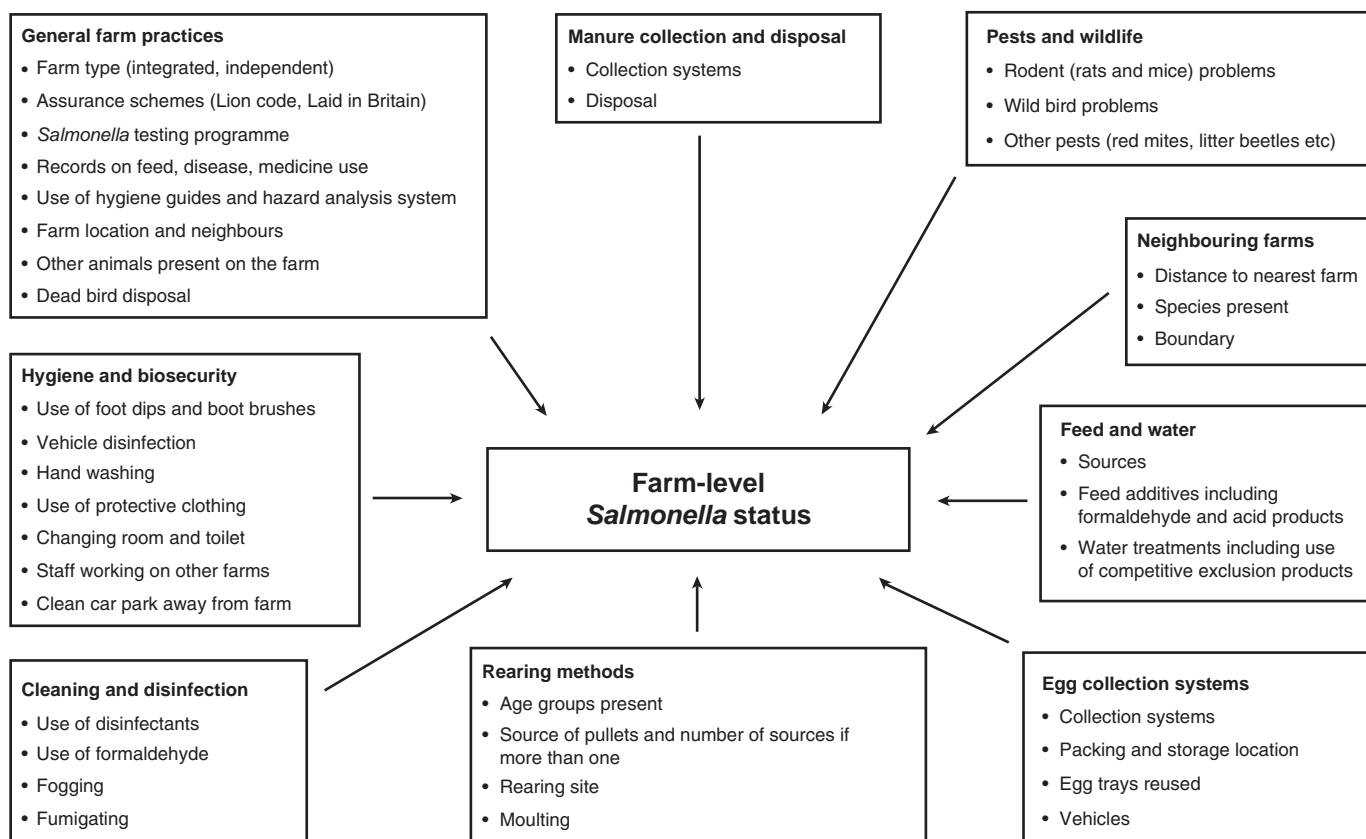 General farm practices
• Farm type (integrated, independent)
• Assurance schemes (Lion code, Laid in Britain)
• Salmonella testing programme
• Records on feed, disease, medicine use
• Use of hygiene guides and hazard analysis system
• Farm location and neighbours
• Other animals present on the farm
• Dead bird disposal
Manure collection and disposal
• Collection systems
• Disposal
Pests and wildlife
• Rodent (rats and mice) problems
• Wild bird problems
• Other pests (red mites, litter beetles etc)
Neighbouring farms
• Distance to nearest farm
• Species present
• Boundary
Hygiene and biosecurity
• Use of foot dips and boot brushes
• Vehicle disinfection
• Hand washing
• Use of protective clothing
• Changing room and toilet
• Staff working on other farms
• Clean car park away from farm
Farm-level
Salmonella status
Feed and water
• Sources
• Feed additives including
formaldehyde and acid products
• Water treatments including use
of competitive exclusion products
Cleaning and disinfection
• Use of disinfectants
• Use of formaldehyde
• Fogging
• Fumigating
Rearing methods
• Age groups present
• Source of pullets and number of sources if
more than one
• Rearing site
• Moulting
Egg collection systems
• Collection systems
• Packing and storage location
• Egg trays reused
• Vehicles